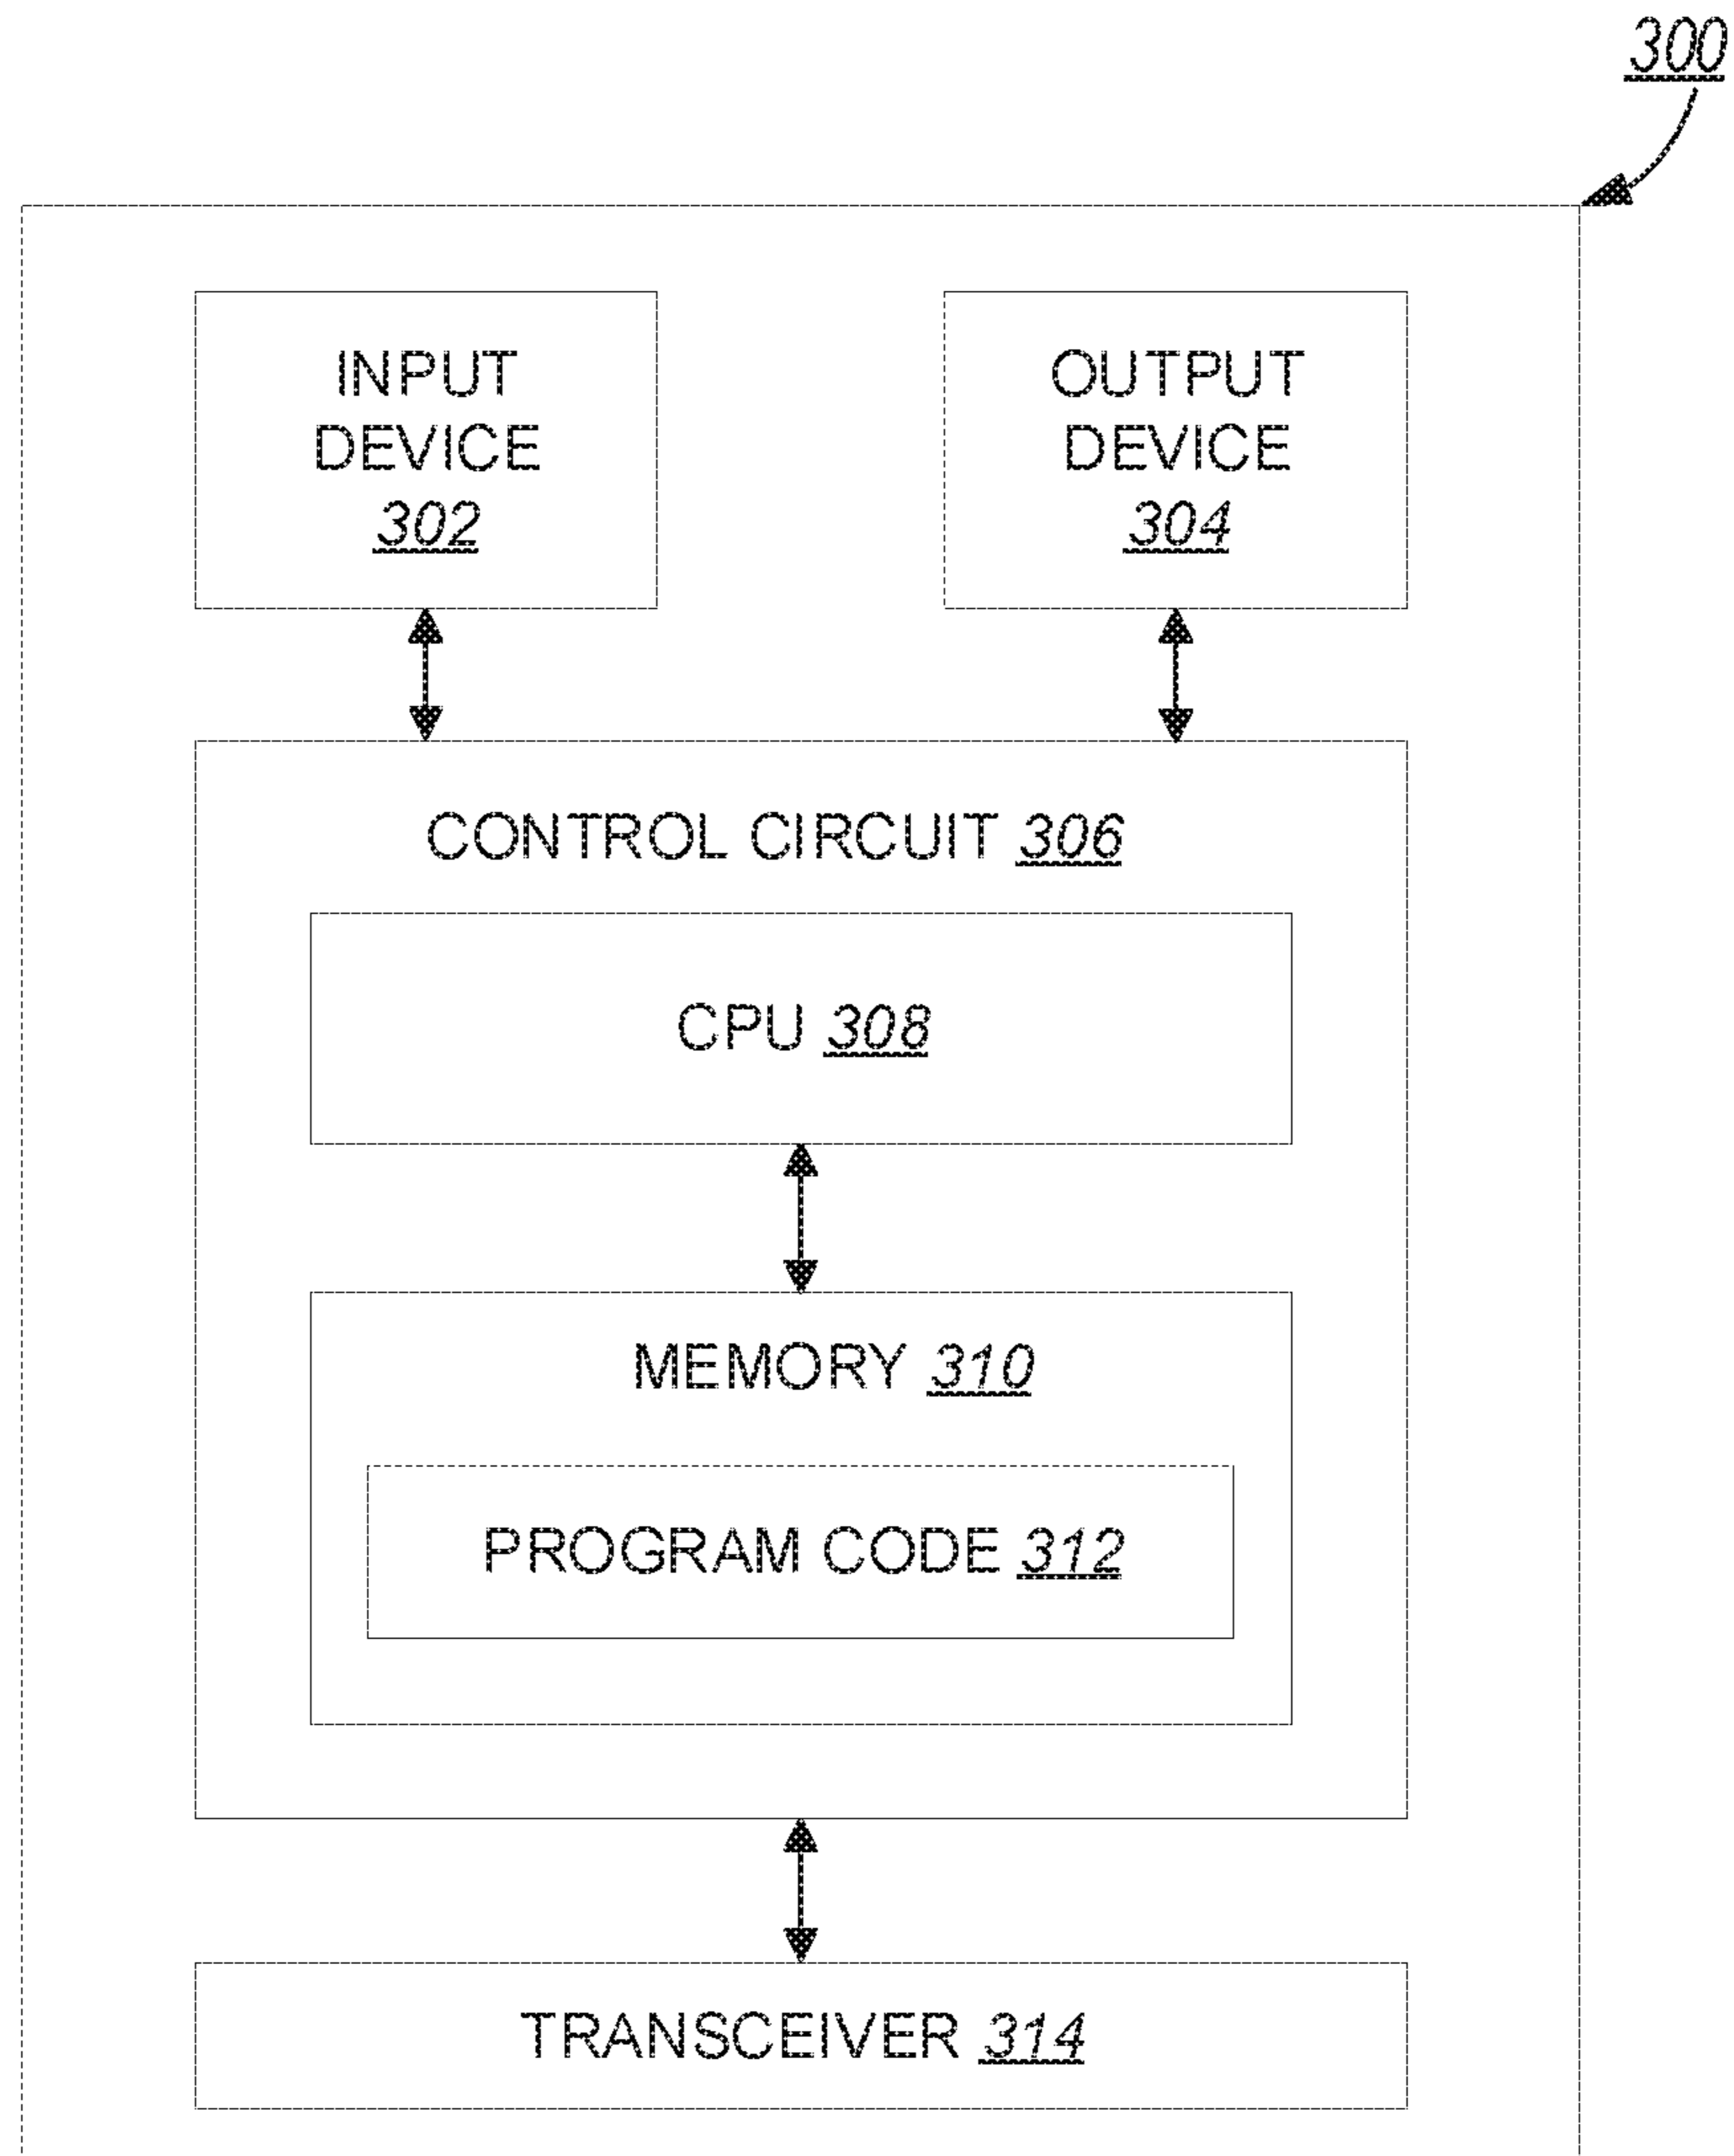 300
INPUT
DEVICE
302
OUTPUT
DEVICE
304
CONTROL CIRCUIT 306
CPU 308
MEMORY 310
PROGRAM CODE 312
TRANSCEIVER 314